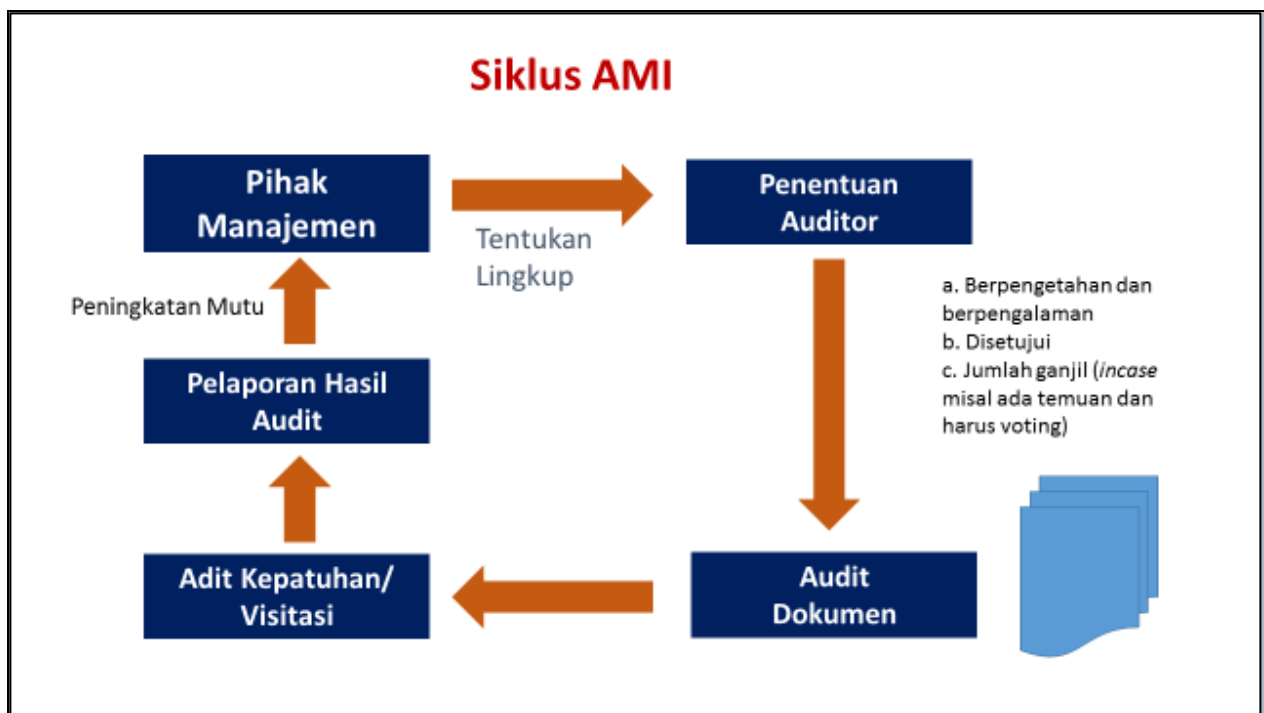 Siklus AMI
Pihak
Manajemen
Tentukan
Lingkup
Penentuan
Auditor
a. Berpengetahan dan
berpengalaman
b. Disetujui
c. Jumlah ganjil (incase
misal ada temuan dan
harus voting)
Audit
Dokumen
Adit Kepatuhan/
Visitasi
Pelaporan Hasil
Audit
Peningkatan Mutu